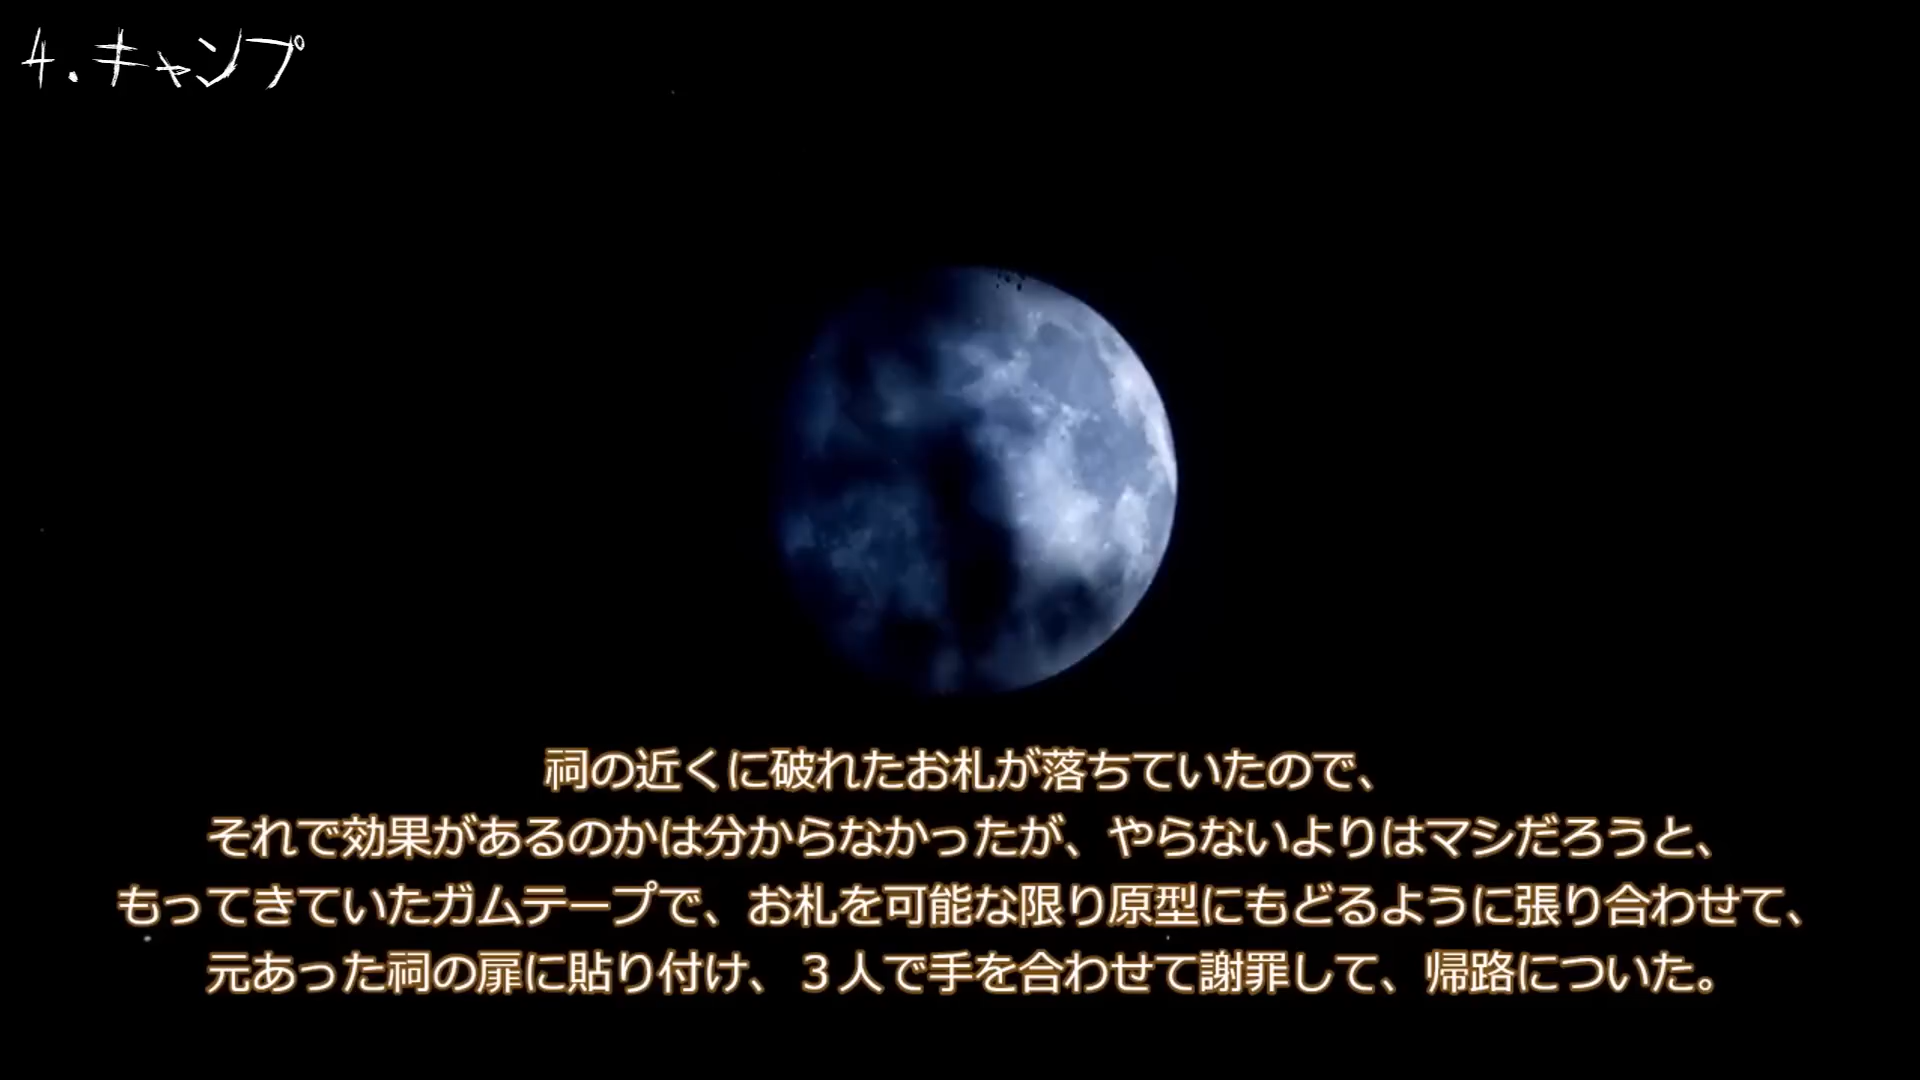 4.キャンプ
祠の近くに破れたお札が落ちていたので、
それで効果があるのかは分からなかったが、やらないよりはマシだろうと、
もってきていたガムテープで、お札を可能な限り原型にもどるように張り合わせて、
元あった祠の扉に貼り付け、３人で手を合わせて謝罪して、帰路についた。